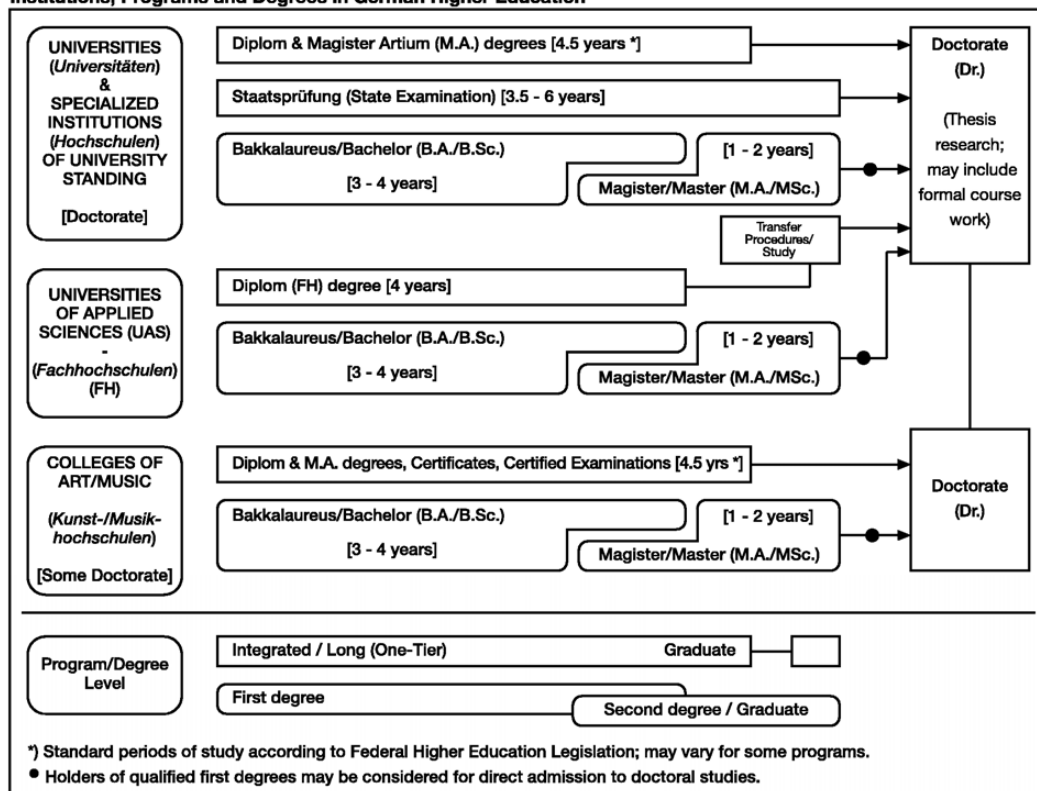 Institutions, Programs and Degrees in German Higher Education
UNIVERSITIES
(Universitäten)
&
SPECIALIZED
INSTITUTIONS
(Hochschulen)
OF UNIVERSITY
STANDING
[Doctorate]
Diplom & Magister Artium (M.A.) degrees [4.5 years *]
Staatsprüfung (State Examination) [3.5 - 6 years]
Bakkalaureus/Bachelor (B.A./B.Sc.)
[3 - 4 years]
[1 - 2 years]
Magister/Master (M.A./MSc.)
Doctorate
(Dr.)
(Thesis
research;
may include
formal course
work)
Transfer
Procedures/
Study
UNIVERSITIES
OF APPLIED
SCIENCES (UAS)
-
(Fachhochschulen)
(FH)
Diplom (FH) degree [4 years]
Bakkalaureus/Bachelor (B.A./B.Sc.)
[3 - 4 years]
[1 - 2 years]
Magister/Master (M.A./MSc.)
COLLEGES OF
ART/MUSIC
(Kunst-/Musik-
hochschulen)
[Some Doctorate]
Diplom & M.A. degrees, Certificates, Certified Examinations [4.5 yrs *]
Bakkalaureus/Bachelor (B.A./B.Sc.)
[3 - 4 years]
[1 - 2 years]
Magister/Master (M.A./MSc.)
Doctorate
(Dr.)
Program/Degree
Level
Integrated / Long (One-Tier) Graduate
First degree
Second degree / Graduate
*) Standard periods of study according to Federal Higher Education Legislation; may vary for some programs.
● Holders of qualified first degrees may be considered for direct admission to doctoral studies.